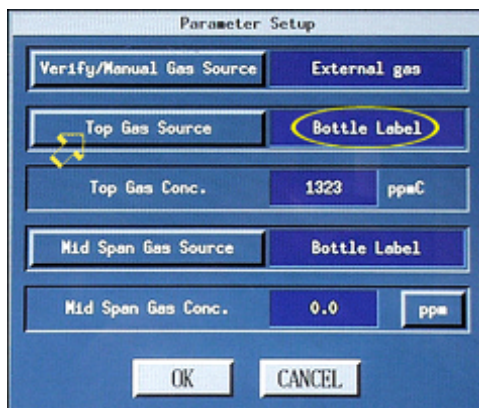 Parameter Setup
Verify/Manual Gas Source External gas
Top Gas Source Bottle Label
Top Gas Conc. 1323 ppmC
Mid Span Gas Source Bottle Label
Mid Span Gas Conc. 0.0 ppm
OK CANCEL